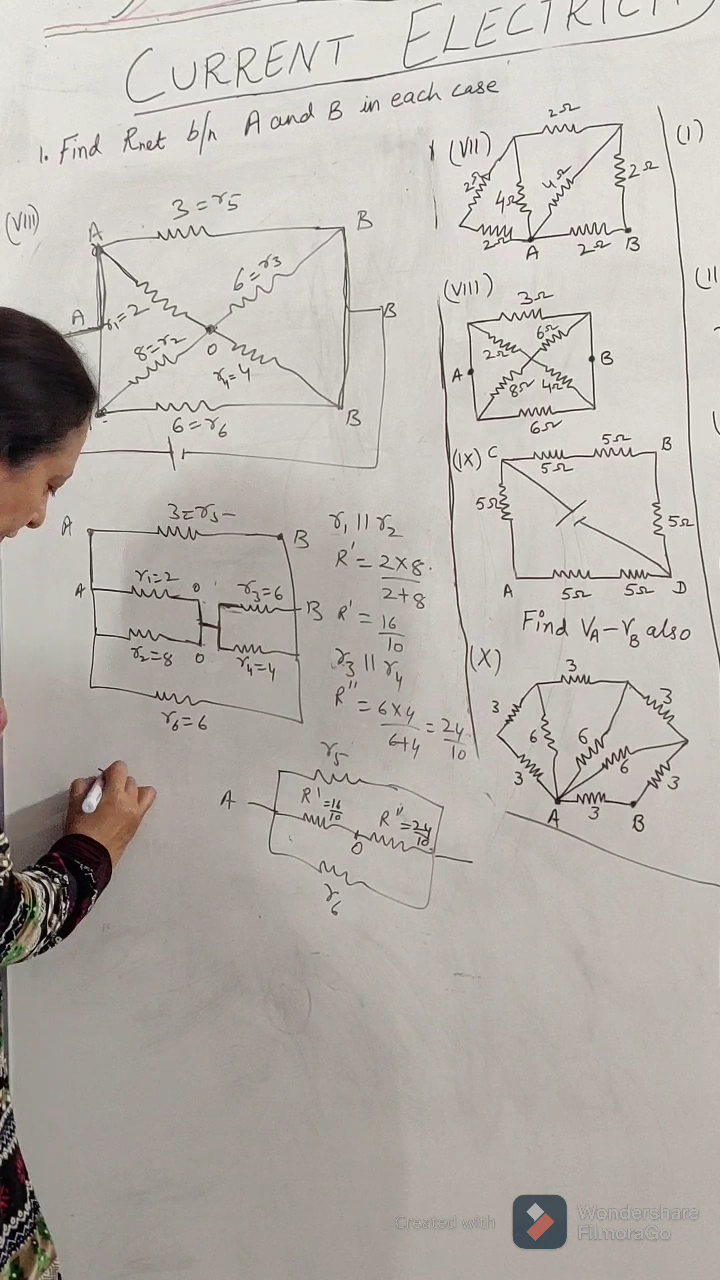 CURRENT ELECTRICI
1. Find Rnet b/n A and B in each case
(VIII)
3 = r5
A
B
A
r1=2
6 = r3
B
8=r2
O
r4=4
6 = r6
B
A
3=r5
B
A
r1=2
O
r3=6
B
r2=8
O
r4=4
r6=6
r1 || r2
R' = 2×8
2+8
R' = 16
10
r3 || r4
R'' = 6×4 = 24
6+4 10
r5
A
R'=16
10
R''=24
10
O
r6
(VII)
2Ω
2Ω
4Ω
4Ω
2Ω
2Ω
A
2Ω
B
(VIII)
3Ω
2Ω
6Ω
A
B
8Ω
4Ω
6Ω
(IX)
C
5Ω
5Ω
B
5Ω
5Ω
A
5Ω
5Ω
D
Find VA-VB also
(X)
3
3
3
6
6
6
3
3
A
3
B
(I)
(II
Created with
Wondershare
FilmoraGo